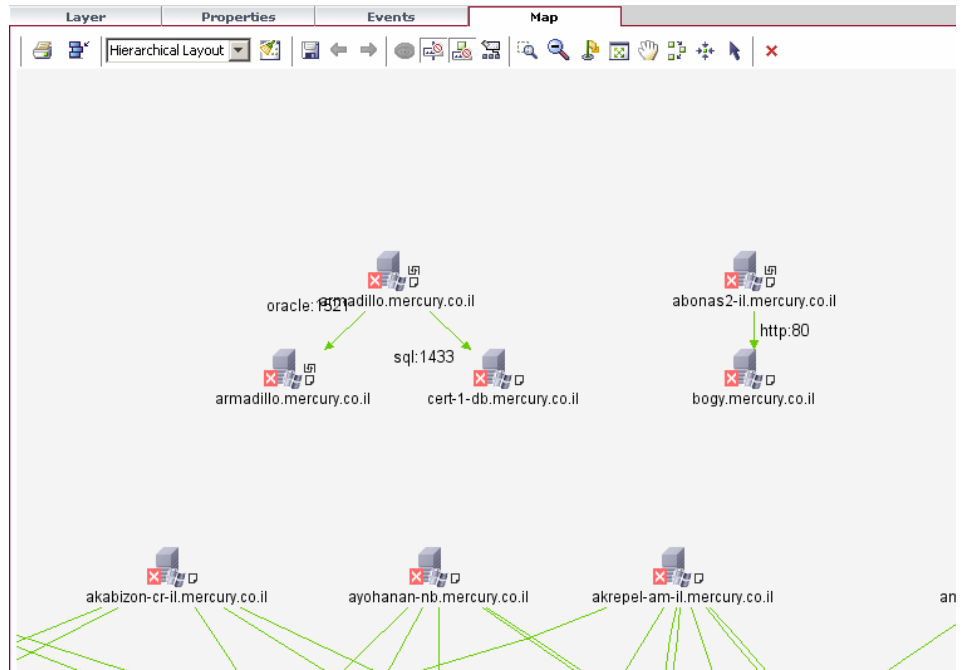 Layer Properties Events Map
Hierarchical Layout
armadillo.mercury.co.il abonas2-il.mercury.co.il
oracle:1521
http:80
sql:1433
armadillo.mercury.co.il cert-1-db.mercury.co.il bogy.mercury.co.il
akabizon-cr-il.mercury.co.il ayohanan-nb.mercury.co.il akrepel-am-il.mercury.co.il an